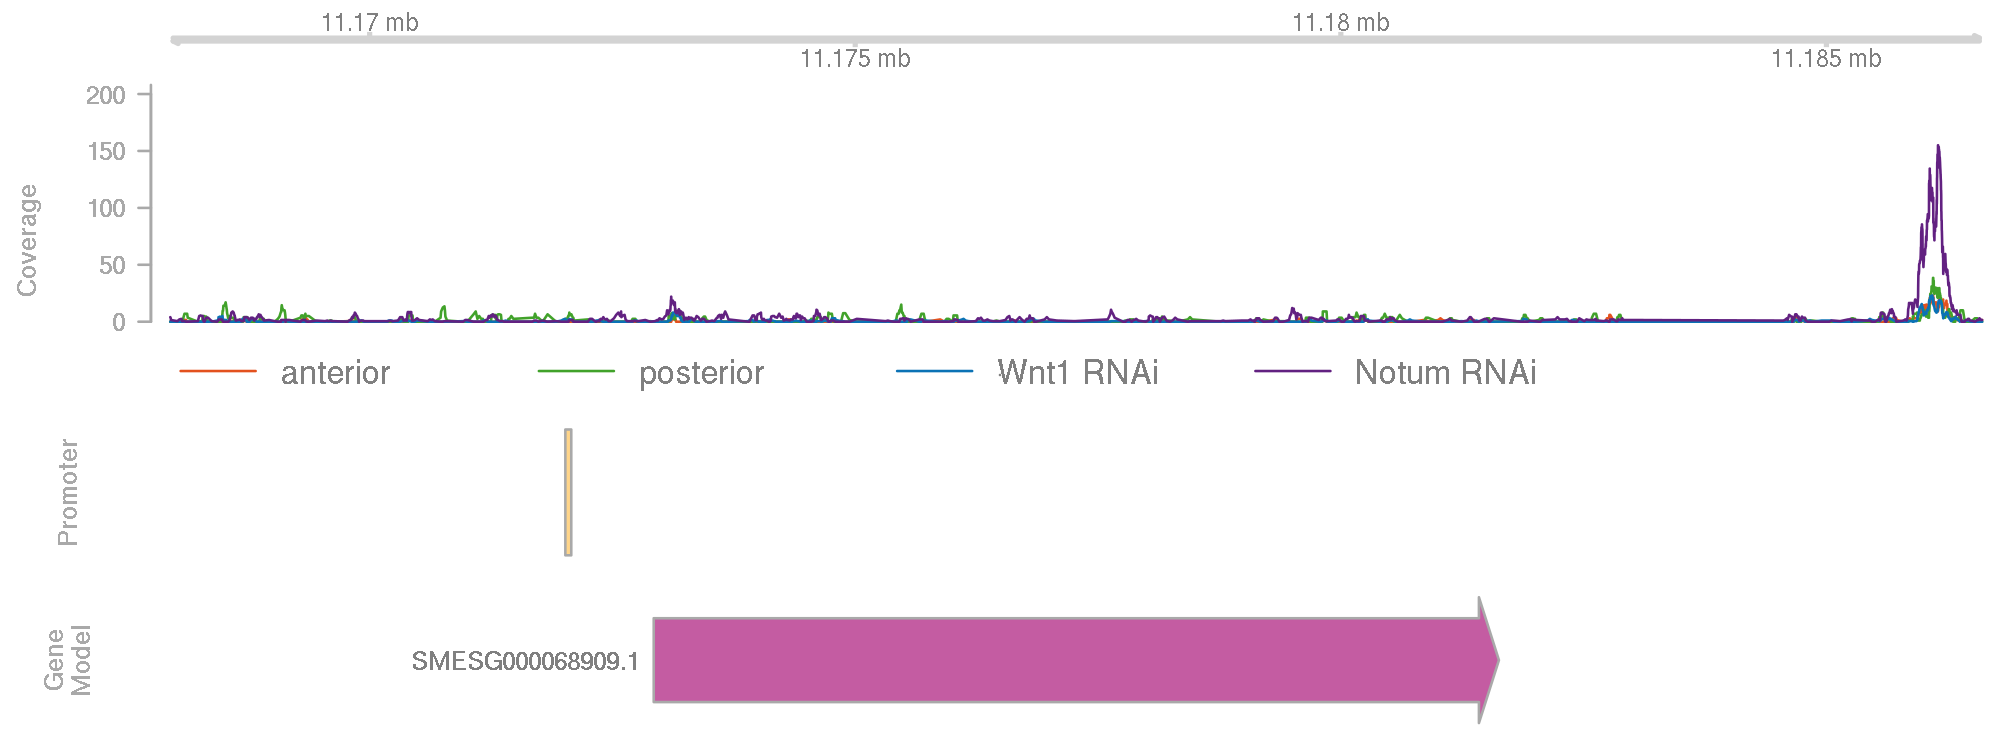 11.17 mb
11.18 mb
11.175 mb
11.185 mb
Coverage
200
150
100
50
0
anterior
posterior
Wnt1 RNAi
Notum RNAi
Promoter
Gene
Model
SMESG000068909.1